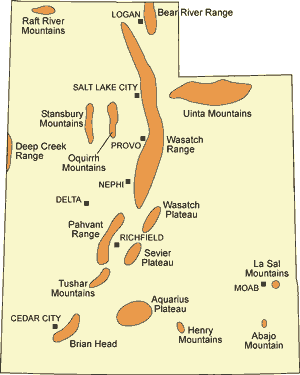 LOGAN
Bear River Range
Raft River
Mountains
SALT LAKE CITY
Uinta Mountains
Stansbury
Mountains
Deep Creek
Range
Oquirrh
Mountains
PROVO
Wasatch
Range
NEPHI
DELTA
Wasatch
Plateau
Pahvant
Range
RICHFIELD
Sevier
Plateau
La Sal
Mountains
MOAB
Tushar
Mountains
Aquarius
Plateau
CEDAR CITY
Brian Head
Henry
Mountains
Abajo
Mountain